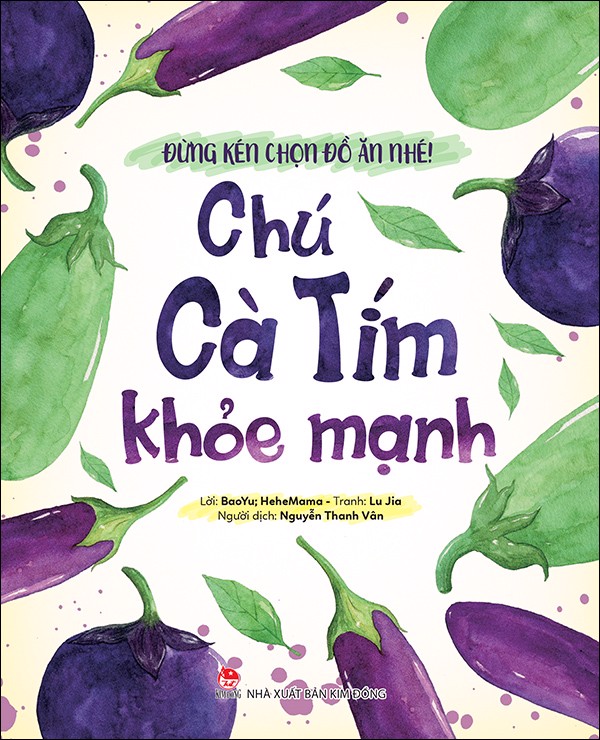 ĐỪNG KÉN CHỌN ĐỒ ĂN NHÉ!
Chú
Cà Tím
khỏe mạnh
Lời: BaoYu; HeheMama - Tranh: Lu Jia
Người dịch: Nguyễn Thanh Vân
NHÀ XUẤT BẢN KIM ĐỒNG